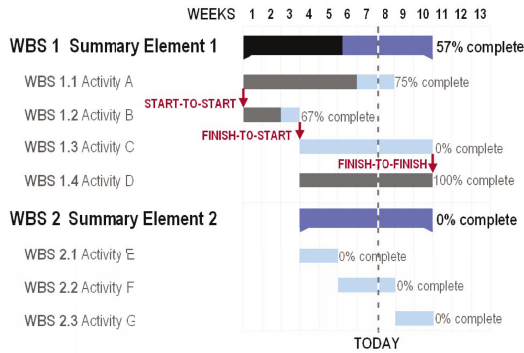 WEEKS 1 2 3 4 5 6 7 8 9 10 11 12 13
WBS 1 Summary Element 1 57% complete
WBS 1.1 Activity A 75% complete
START-TO-START
WBS 1.2 Activity B 67% complete
FINISH-TO-START
WBS 1.3 Activity C 0% complete
FINISH-TO-FINISH
WBS 1.4 Activity D 100% complete
WBS 2 Summary Element 2 0% complete
WBS 2.1 Activity E 0% complete
WBS 2.2 Activity F 0% complete
WBS 2.3 Activity G 0% complete
TODAY